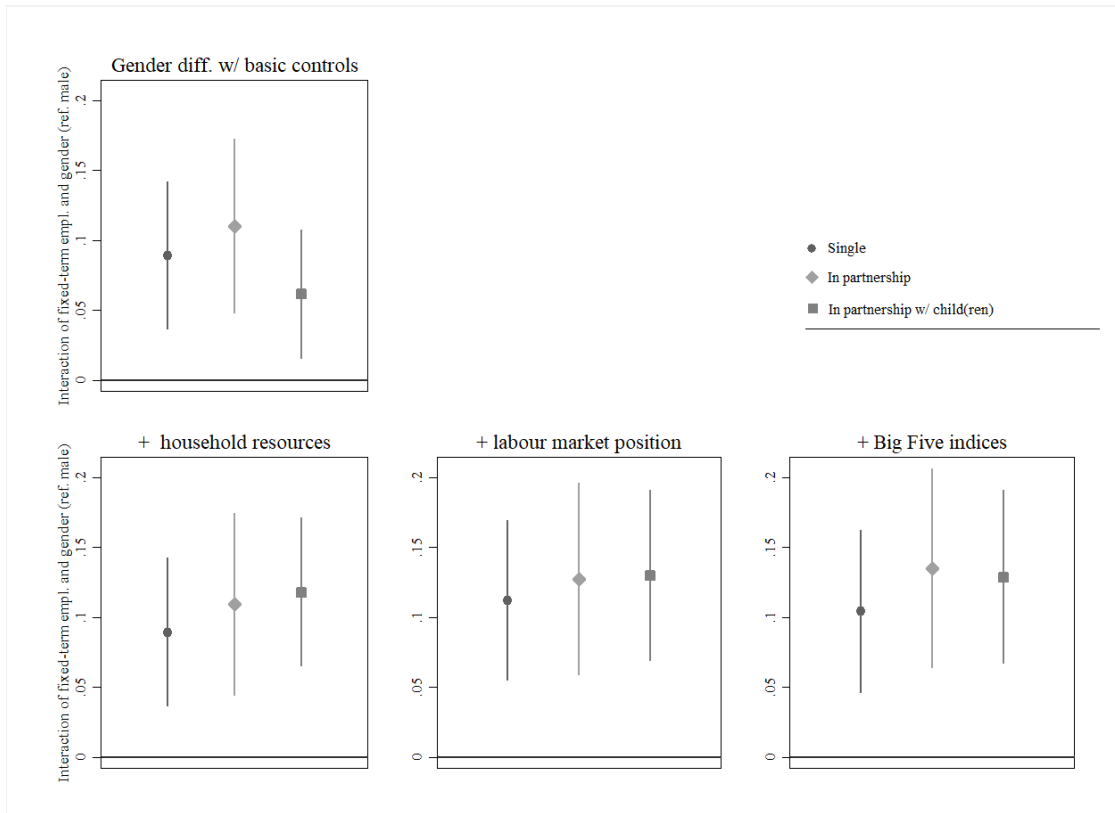 Gender diff. w/ basic controls
Interaction of fixed-term empl. and gender (ref. male)
.2
.15
.1
.05
0
Single
In partnership
In partnership w/ child(ren)
+ household resources
Interaction of fixed-term empl. and gender (ref. male)
.2
.15
.1
.05
0
+ labour market position
.2
.15
.1
.05
0
+ Big Five indices
.2
.15
.1
.05
0